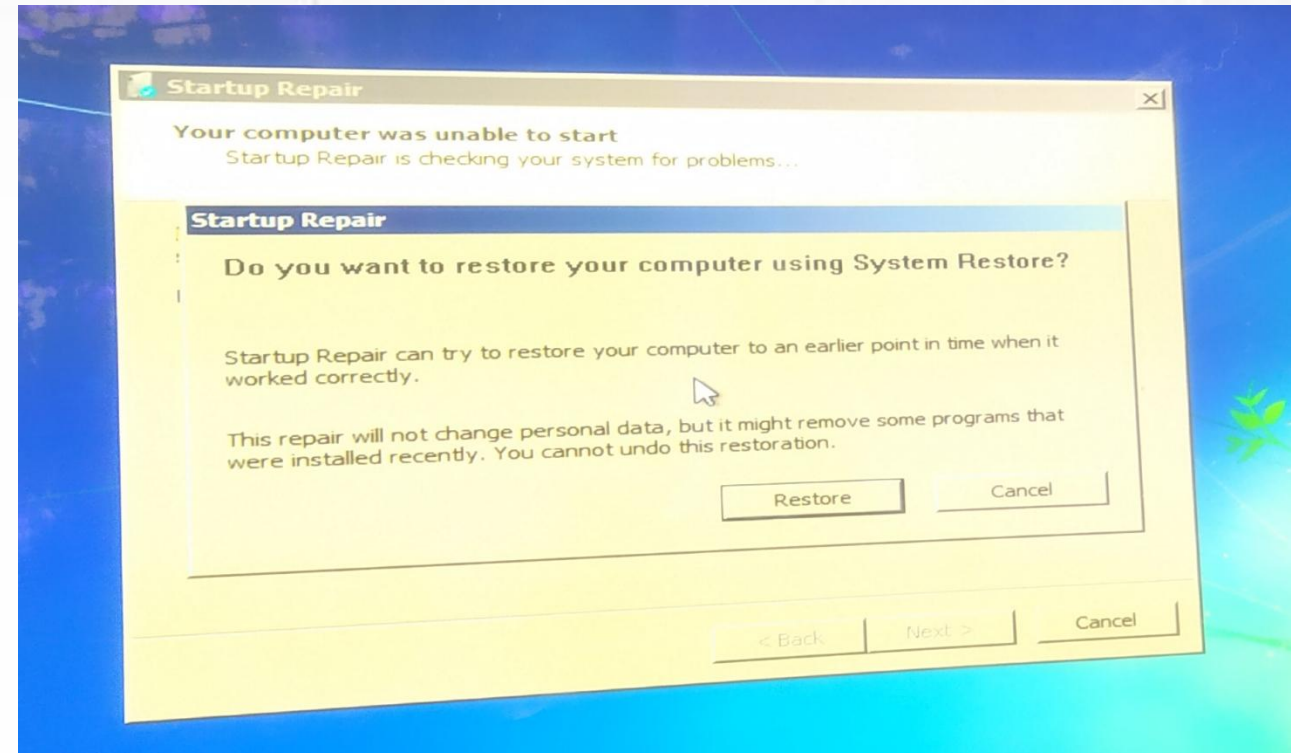 Startup Repair
Your computer was unable to start
Startup Repair is checking your system for problems...
Startup Repair
Do you want to restore your computer using System Restore?
Startup Repair can try to restore your computer to an earlier point in time when it
worked correctly.
This repair will not change personal data, but it might remove some programs that
were installed recently. You cannot undo this restoration.
Restore
Cancel
< Back
Next >
Cancel